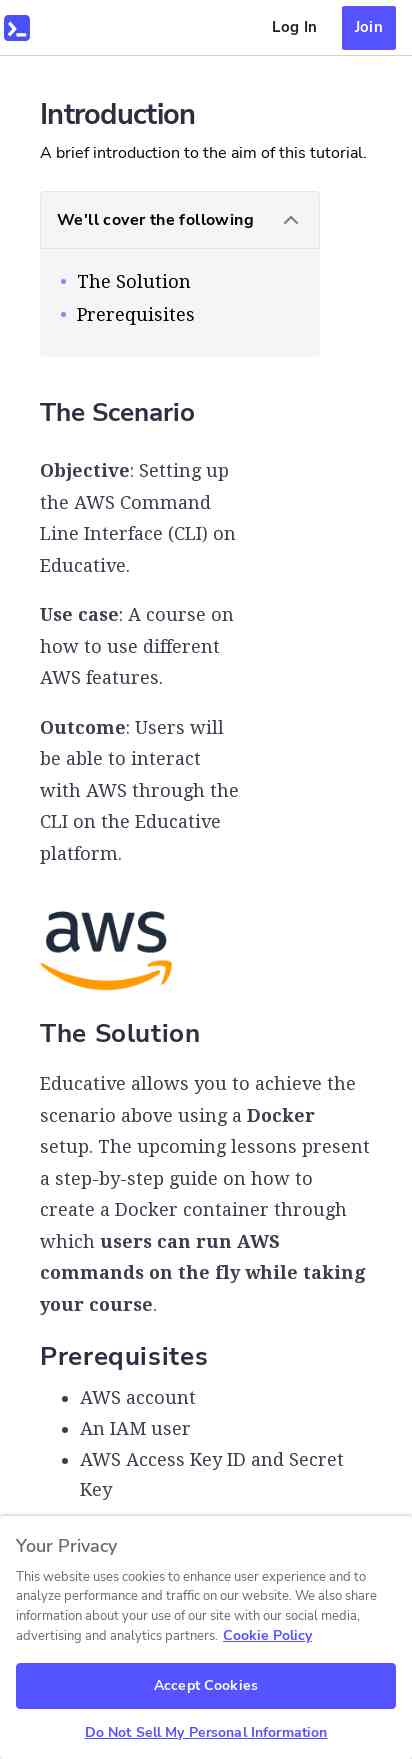 Log In
Join
Introduction
A brief introduction to the aim of this tutorial.
We'll cover the following
The Solution
Prerequisites
The Scenario
Objective: Setting up
the AWS Command
Line Interface (CLI) on
Educative.
Use case: A course on
how to use different
AWS features.
Outcome: Users will
be able to interact
with AWS through the
CLI on the Educative
platform.
aws
The Solution
Educative allows you to achieve the
scenario above using a Docker
setup. The upcoming lessons present
a step-by-step guide on how to
create a Docker container through
which users can run AWS
commands on the fly while taking
your course.
Prerequisites
AWS account
An IAM user
AWS Access Key ID and Secret
Key
Your Privacy
This website uses cookies to enhance user experience and to
analyze performance and traffic on our website. We also share
information about your use of our site with our social media,
advertising and analytics partners. Cookie Policy
Accept Cookies
Do Not Sell My Personal Information